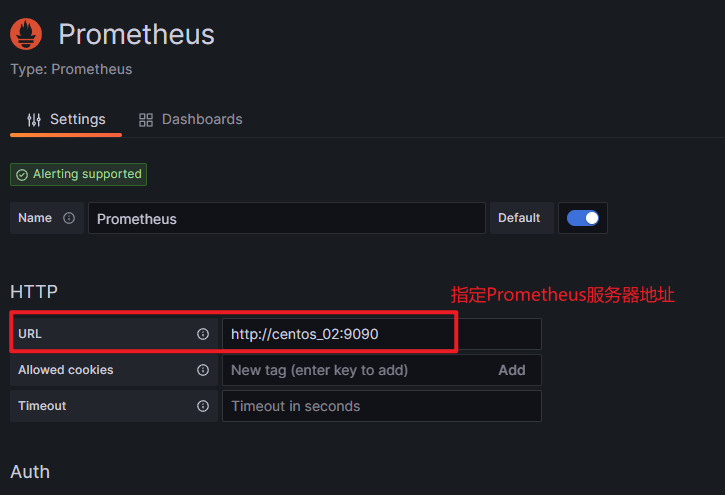 Prometheus
Type: Prometheus
Settings
Dashboards
Alerting supported
Name
Prometheus
Default
HTTP
指定Prometheus服务器地址
URL
http://centos_02:9090
Allowed cookies
New tag (enter key to add)
Add
Timeout
Timeout in seconds
Auth